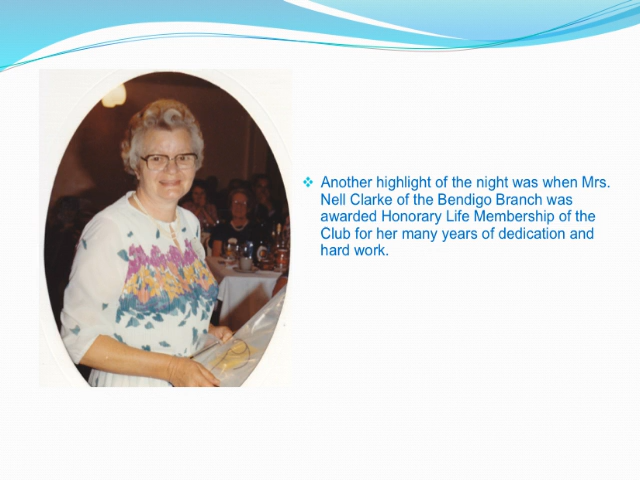 Another highlight of the night was when Mrs.
Nell Clarke of the Bendigo Branch was
awarded Honorary Life Membership of the
Club for her many years of dedication and
hard work.